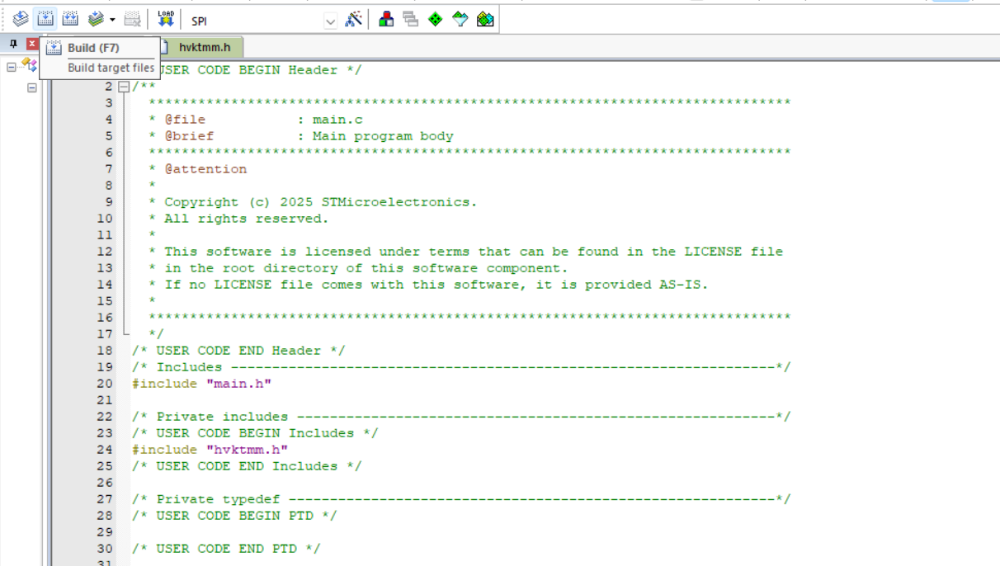 LOAD
SPI
hvktmm.h
Build (F7)
Build target files
USER CODE BEGIN Header */
2 /**
3 ******************************************************************************
4 * @file : main.c
5 * @brief : Main program body
6 ******************************************************************************
7 * @attention
8 *
9 * Copyright (c) 2025 STMicroelectronics.
10 * All rights reserved.
11 *
12 * This software is licensed under terms that can be found in the LICENSE file
13 * in the root directory of this software component.
14 * If no LICENSE file comes with this software, it is provided AS-IS.
15 *
16 ******************************************************************************
17 */
18 /* USER CODE END Header */
19 /* Includes ------------------------------------------------------------------*/
20 #include "main.h"
21
22 /* Private includes ----------------------------------------------------------*/
23 /* USER CODE BEGIN Includes */
24 #include "hvktmm.h"
25 /* USER CODE END Includes */
26
27 /* Private typedef -----------------------------------------------------------*/
28 /* USER CODE BEGIN PTD */
29
30 /* USER CODE END PTD */
31